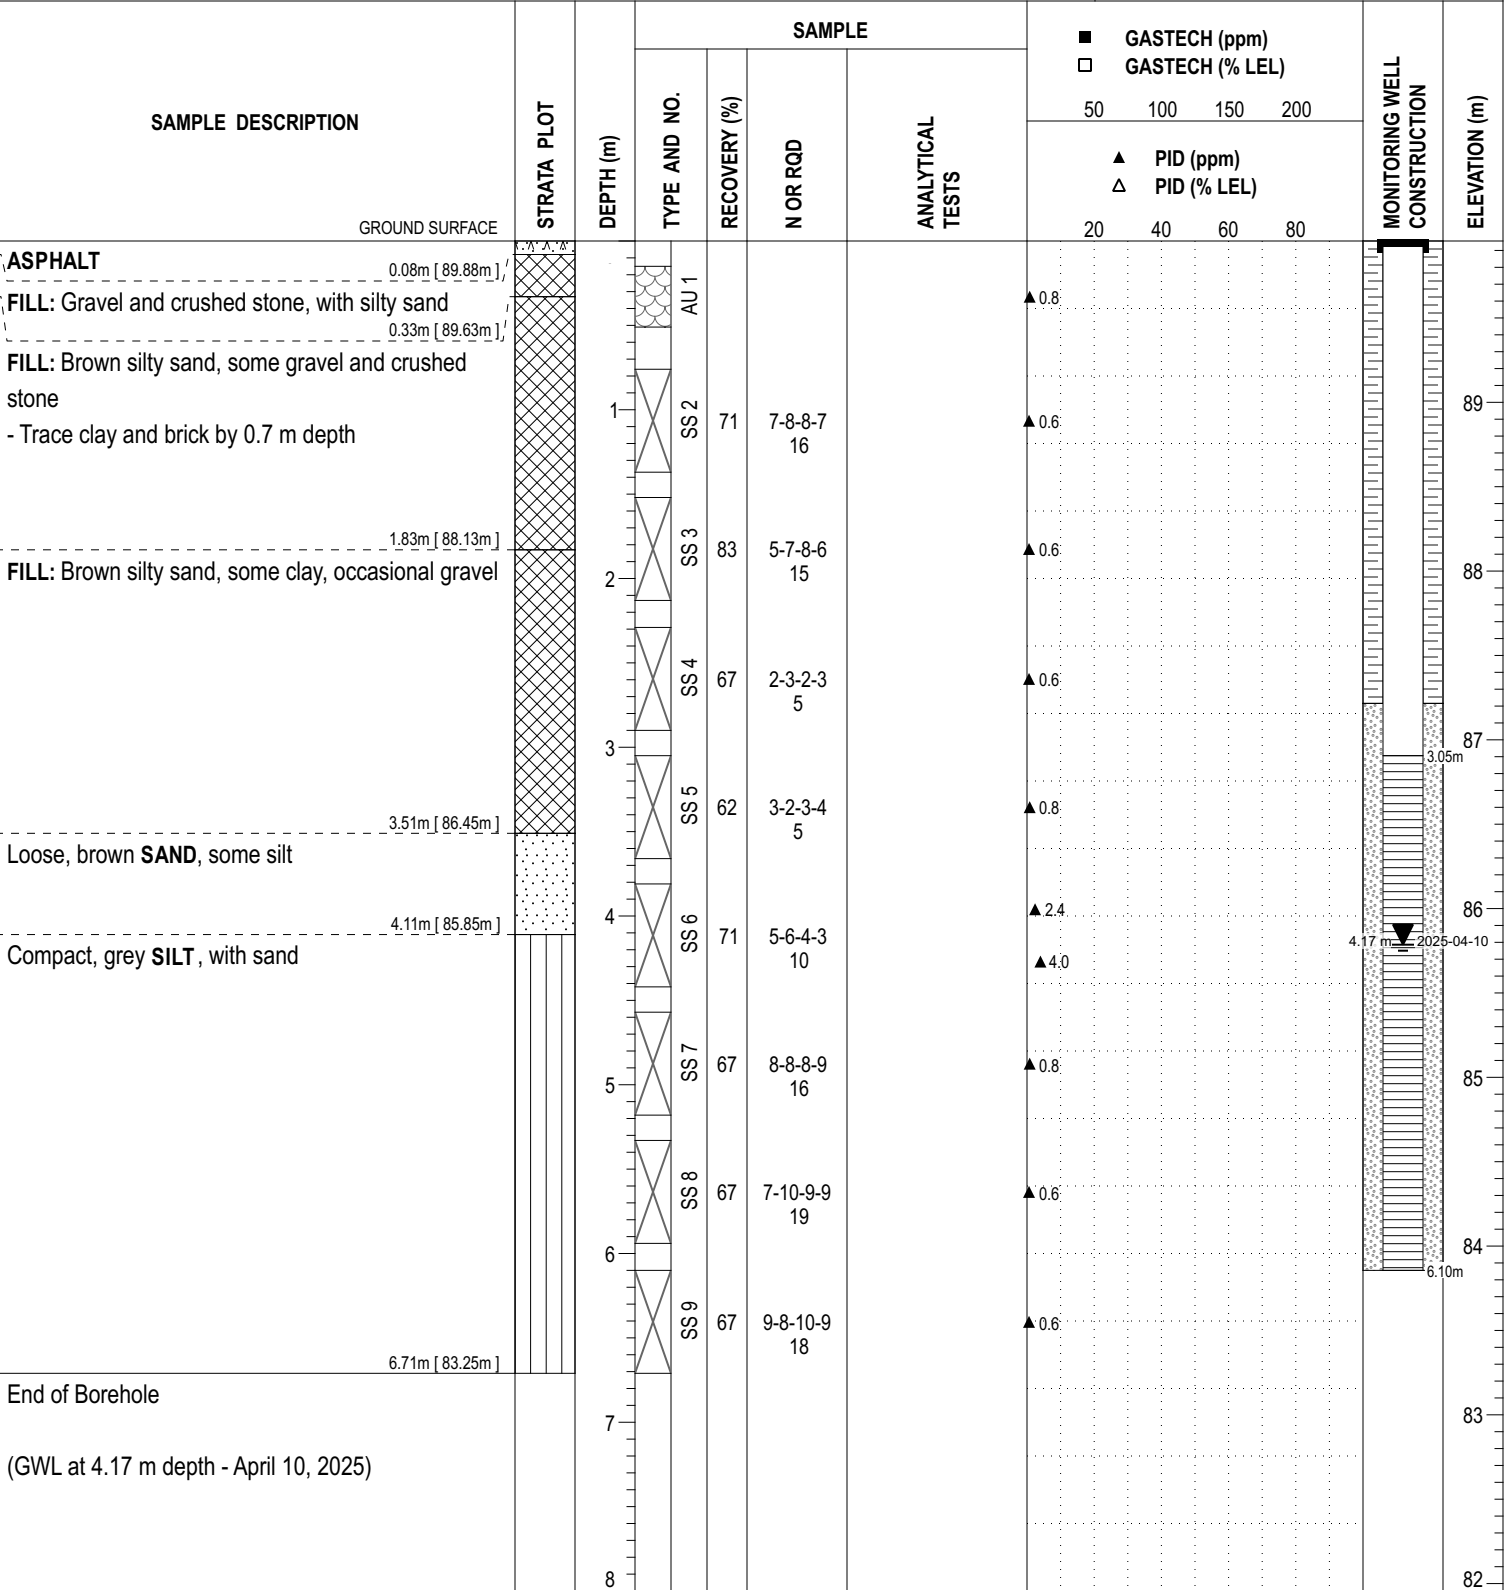 SAMPLE DESCRIPTION
GROUND SURFACE
STRATA PLOT
DEPTH (m)
SAMPLE
TYPE AND NO.
RECOVERY (%)
N OR RQD
ANALYTICAL
TESTS
■ GASTECH (ppm)
□ GASTECH (% LEL)
50 100 150 200
▲ PID (ppm)
△ PID (% LEL)
20 40 60 80
MONITORING WELL
CONSTRUCTION
ELEVATION (m)
ASPHALT
0.08m [ 89.88m ]
FILL: Gravel and crushed stone, with silty sand
0.33m [ 89.63m ]
AU 1
0.8
FILL: Brown silty sand, some gravel and crushed
stone
- Trace clay and brick by 0.7 m depth
1
SS 2
71
7-8-8-7
16
0.6
89
1.83m [ 88.13m ]
SS 3
83
5-7-8-6
15
0.6
FILL: Brown silty sand, some clay, occasional gravel
2
88
SS 4
67
2-3-2-3
5
0.6
3
87
3.05m
SS 5
62
3-2-3-4
5
0.8
3.51m [ 86.45m ]
Loose, brown SAND, some silt
4.11m [ 85.85m ]
4
SS 6
71
5-6-4-3
10
2.4
4.0
86
4.17 m
2025-04-10
Compact, grey SILT, with sand
SS 7
67
8-8-8-9
16
0.8
5
85
SS 8
67
7-10-9-9
19
0.6
6
84
6.10m
SS 9
67
9-8-10-9
18
0.6
6.71m [ 83.25m ]
End of Borehole
7
83
(GWL at 4.17 m depth - April 10, 2025)
8
82